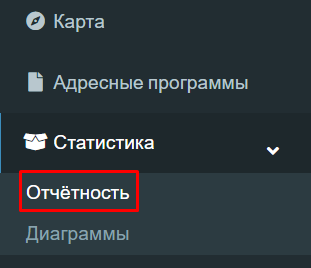 Карта
Адресные программы
Статистика
Отчётность
Диаграммы